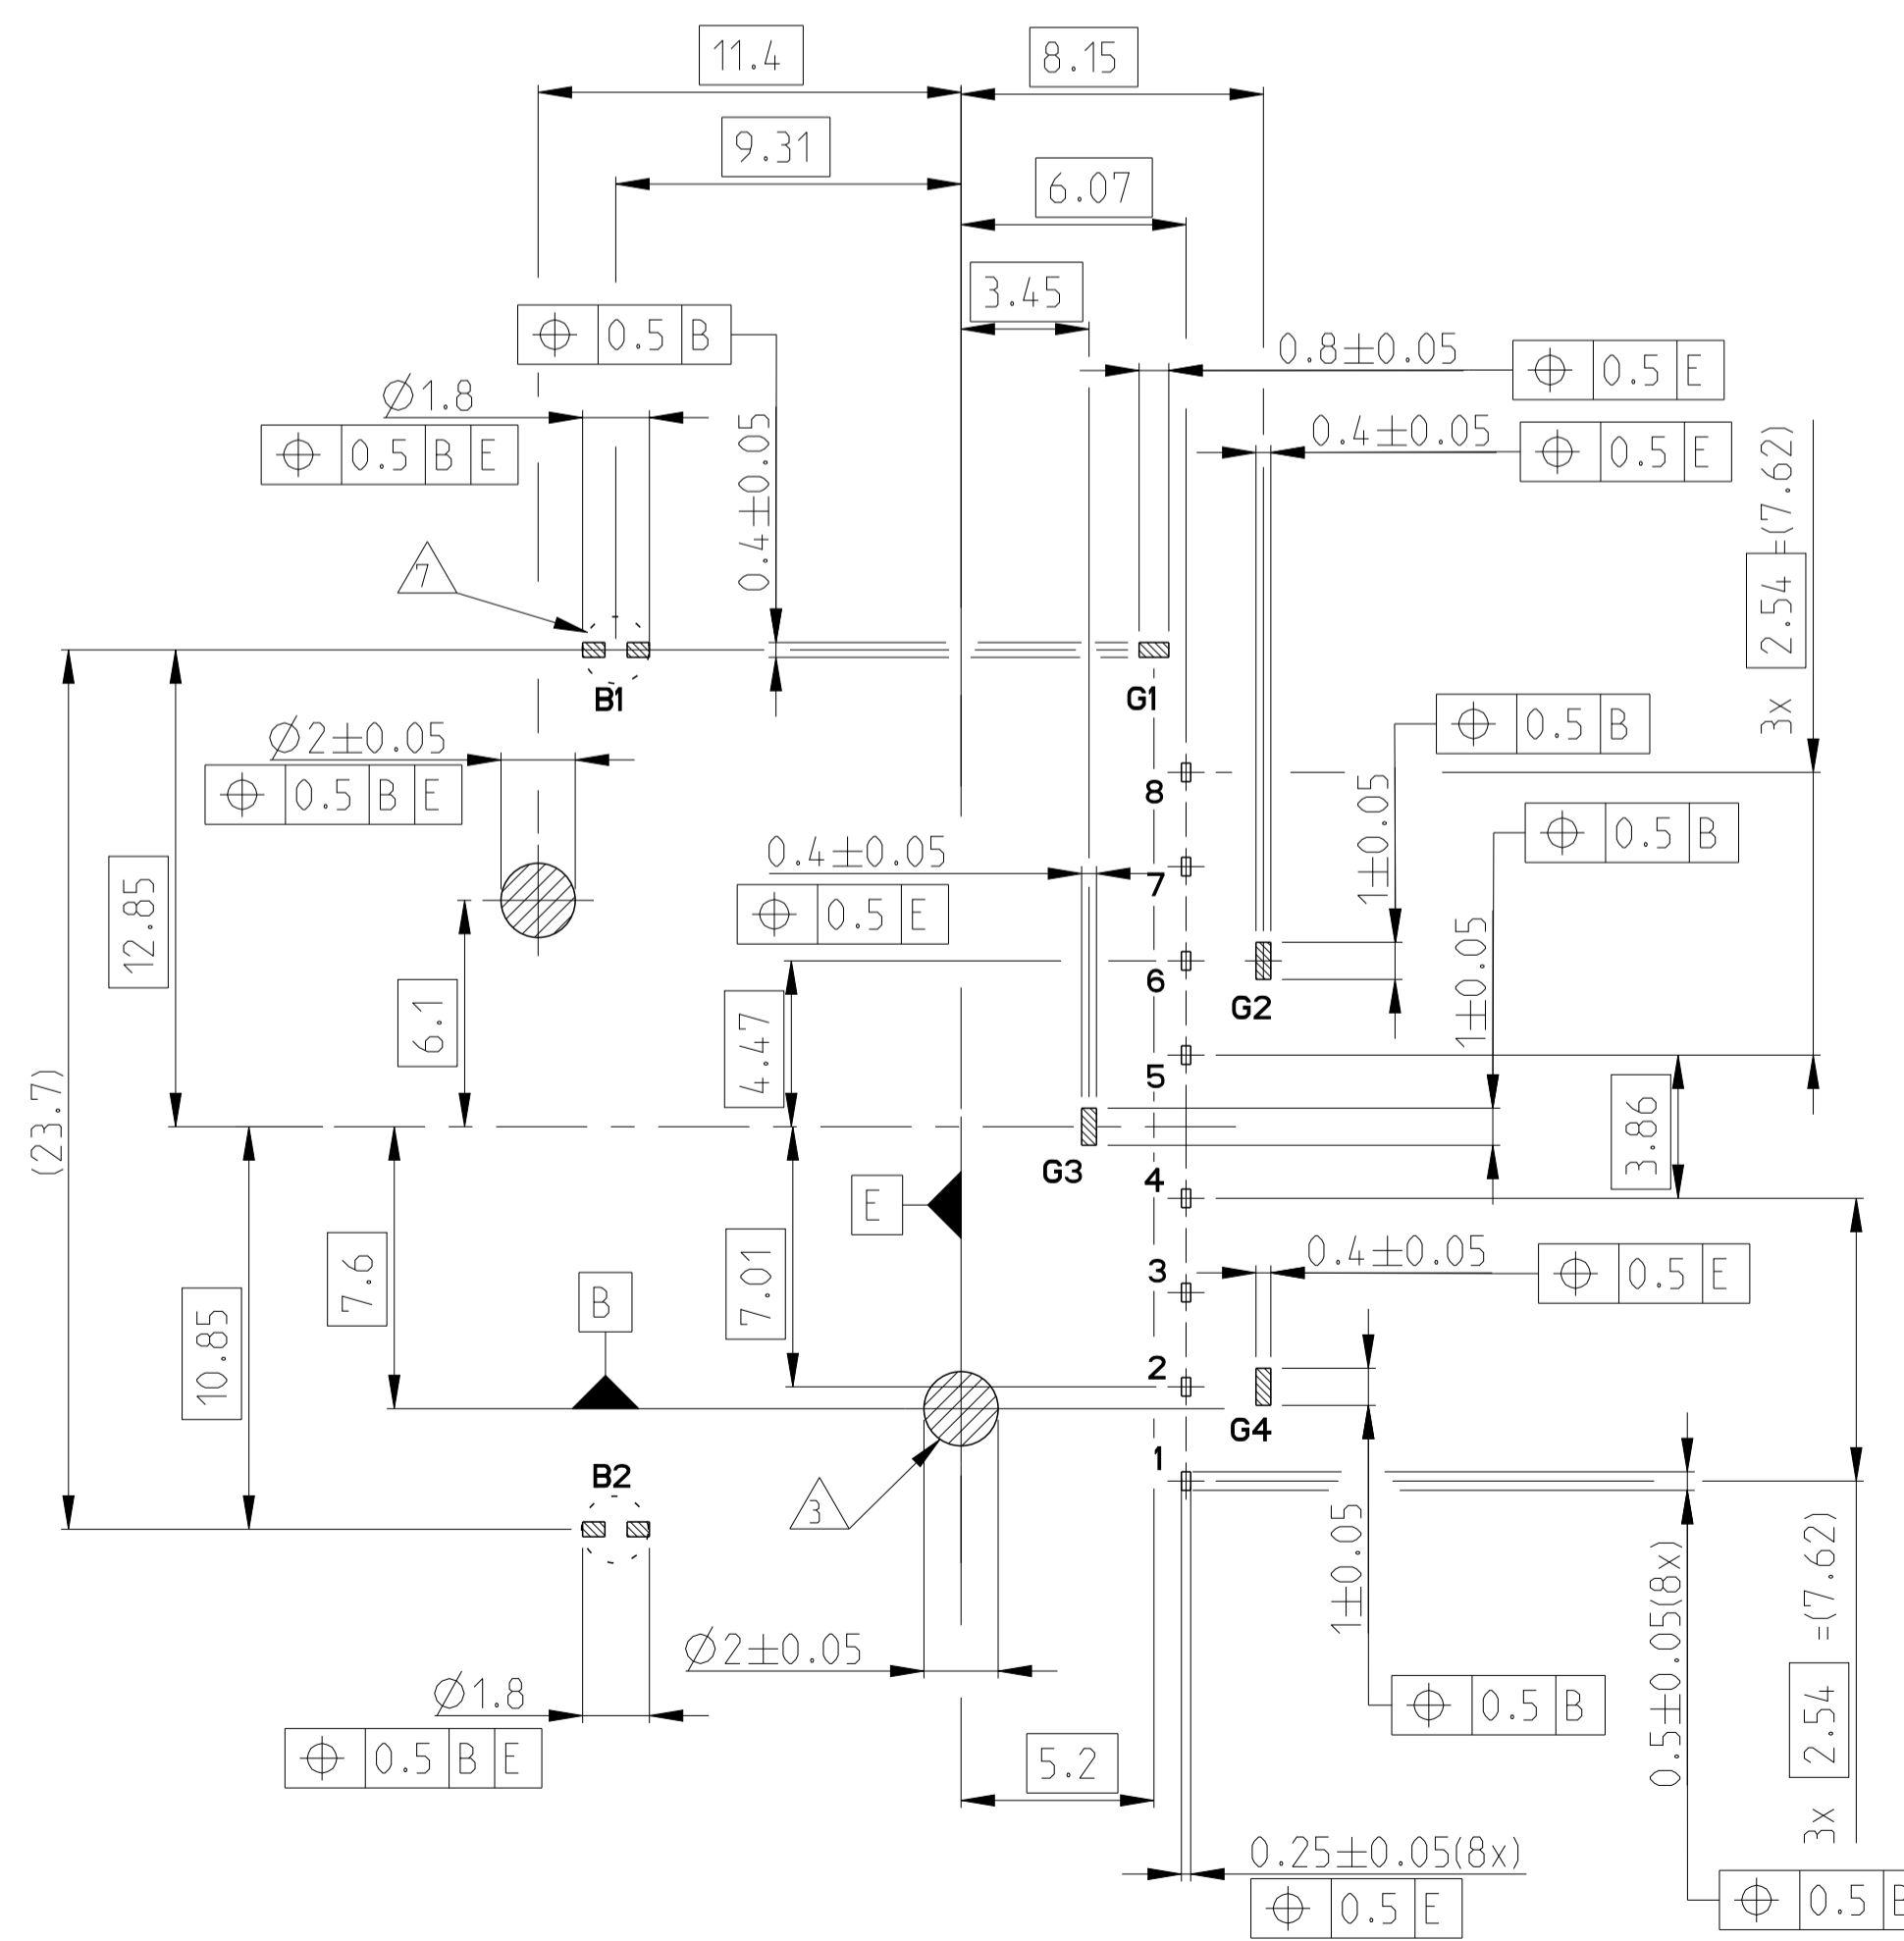 11.4
8.15
9.31
6.07
3.45
⌖ 0.5 B
0.8±0.05
⌖ 0.5 E
⌀1.8
⌖ 0.5 B E
0.4±0.05
0.4±0.05
⌖ 0.5 E
3x 2.54 =(7.62)
7
B1
G1
⌀2±0.05
⌖ 0.5 B E
⌖ 0.5 B
8
1±0.05
⌖ 0.5 B
0.4±0.05
⌖ 0.5 E
7
12.85
6.1
4.47
6
G2
1±0.05
(23.7)
5
3.86
G3
4
E
7.6
7.01
3
0.4±0.05
⌖ 0.5 E
10.85
B
2
G4
1
B2
3
1±0.05
0.5±0.05(8x)
3x 2.54 =(7.62)
⌀2±0.05
⌀1.8
⌖ 0.5 B E
⌖ 0.5 B
5.2
0.25±0.05(8x)
⌖ 0.5 E
⌖ 0.5 B